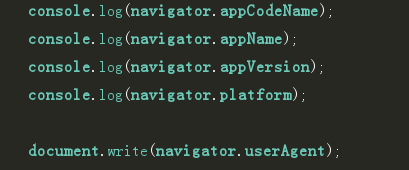 console.log(navigator.appCodeName);
console.log(navigator.appName);
console.log(navigator.appVersion);
console.log(navigator.platform);
document.write(navigator.userAgent);